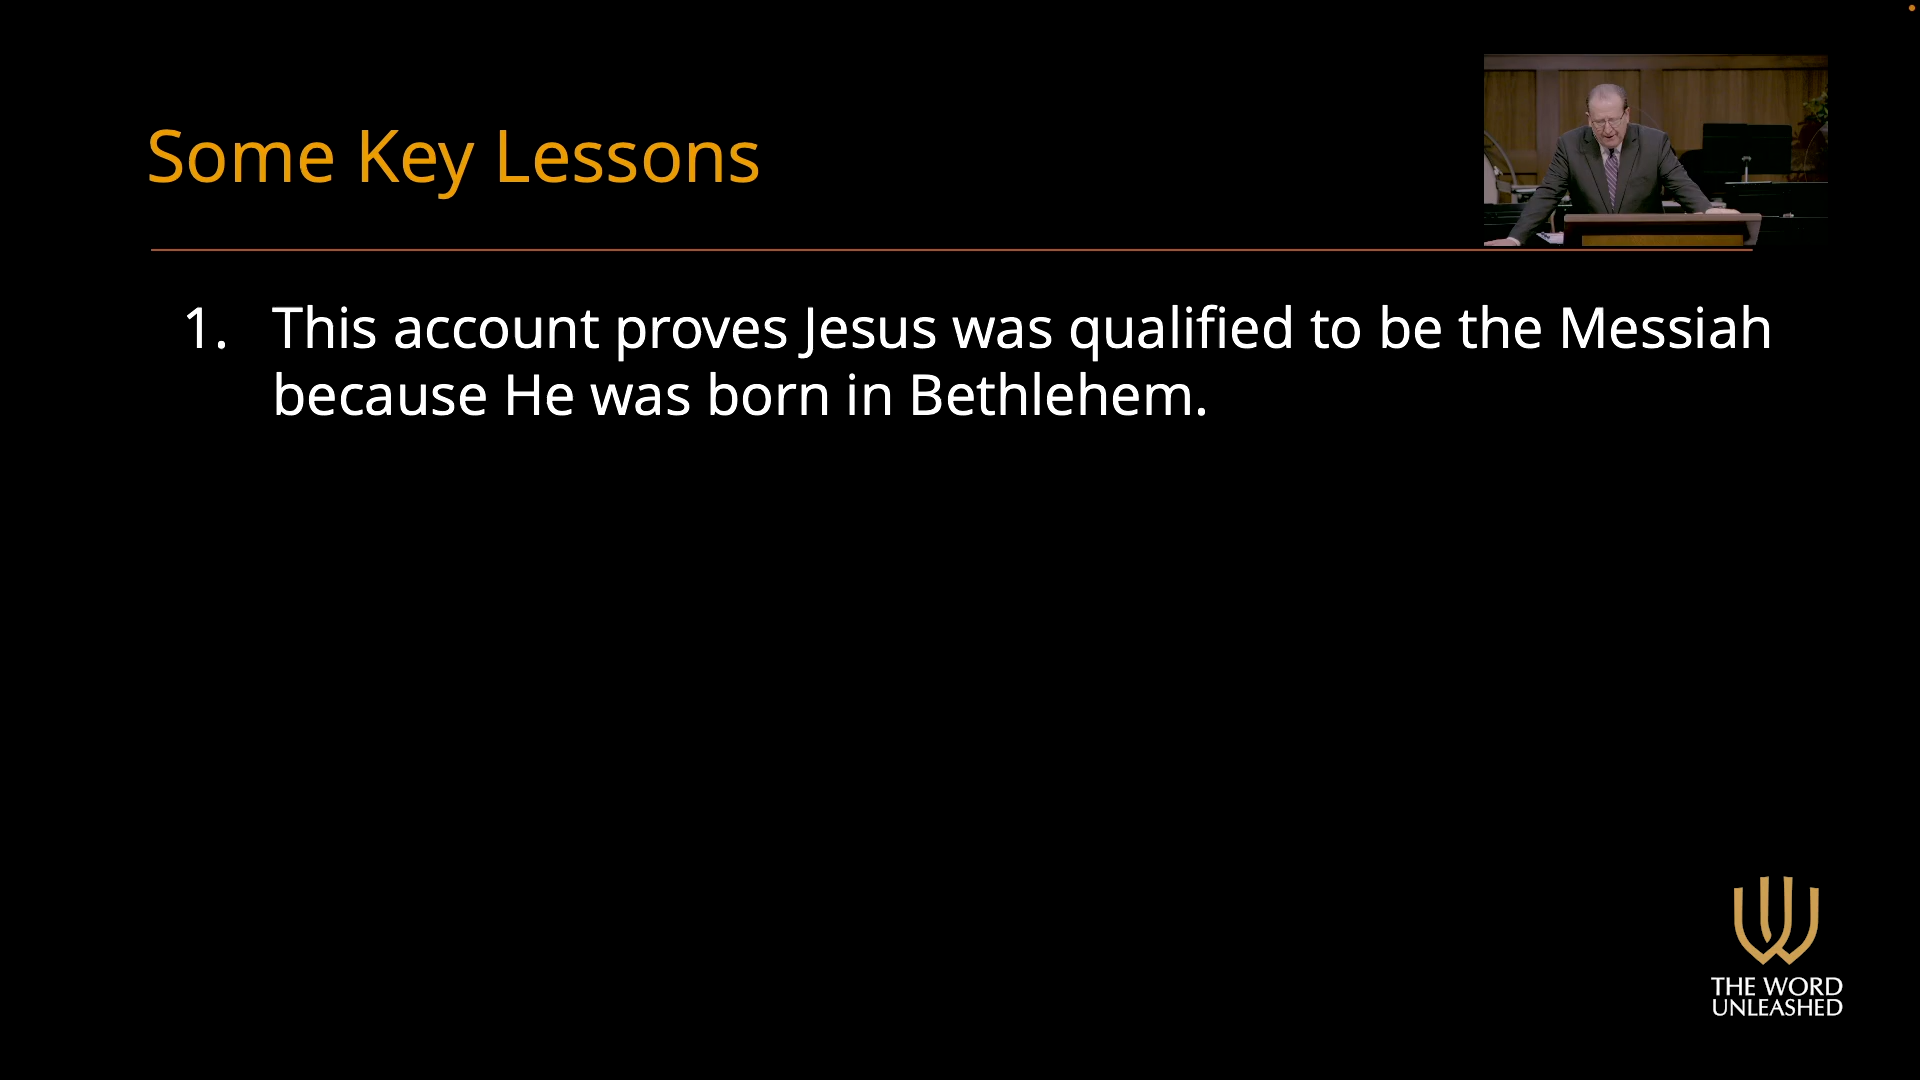 Some Key Lessons
1. This account proves Jesus was qualified to be the Messiah
because He was born in Bethlehem.
THE WORD
UNLEASHED